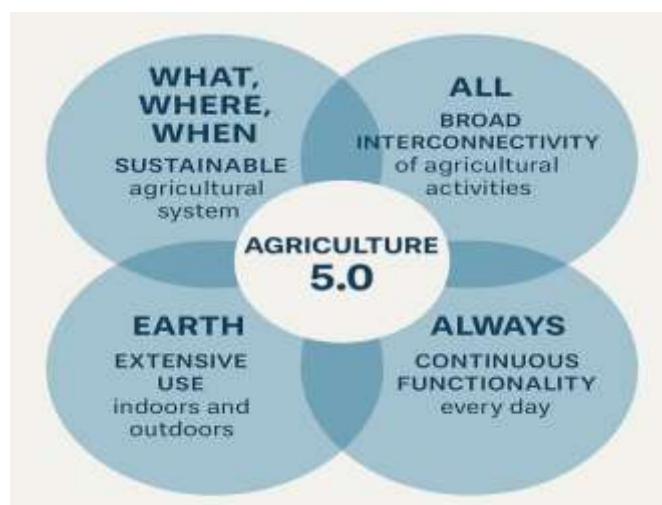 WHAT,
WHERE,
WHEN
SUSTAINABLE
agricultural
system
ALL
BROAD
INTERCONNECTIVITY
of agricultural
activities
AGRICULTURE
5.0
EARTH
EXTENSIVE
USE
indoors and
outdoors
ALWAYS
CONTINUOUS
FUNCTIONALITY
every day